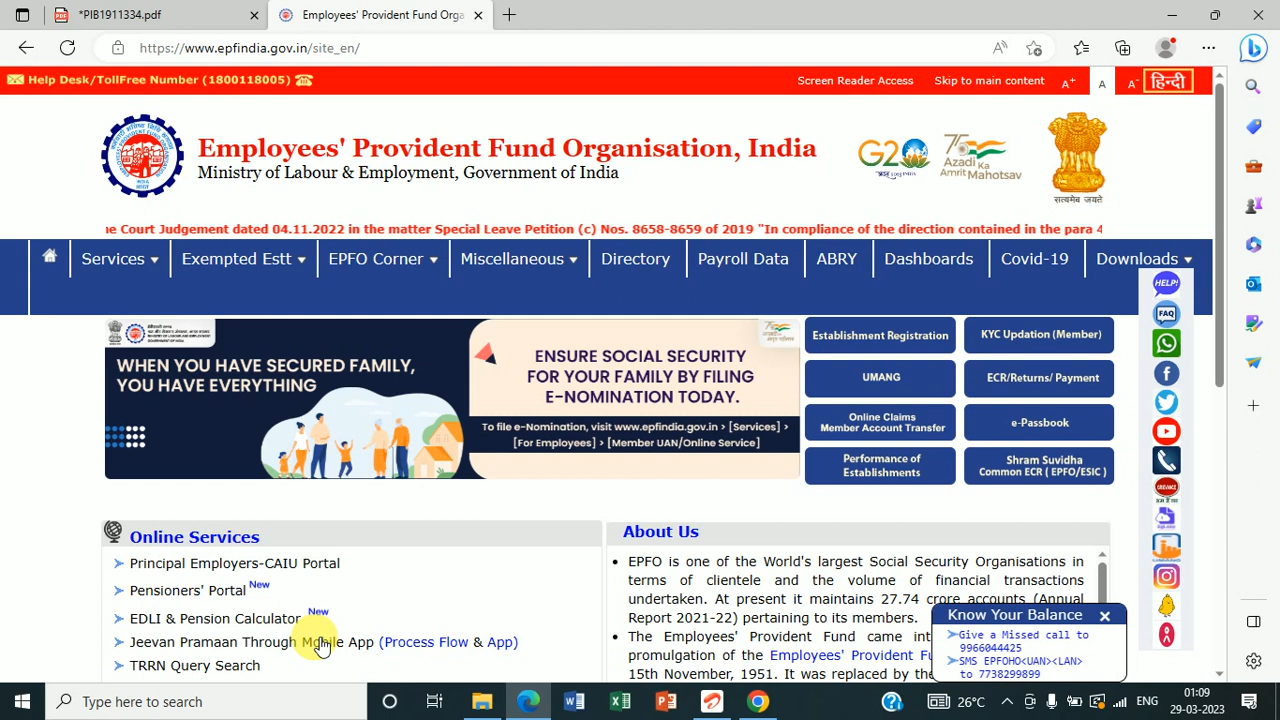 *PIB1911334.pdf
Employees' Provident Fund Orga
https://www.epfindia.gov.in/site_en/
Help Desk/TollFree Number (1800118005)
Screen Reader Access
Skip to main content
A+
A
A-
हिन्दी
Employees' Provident Fund Organisation, India
Ministry of Labour & Employment, Government of India
G20
75
Azadi Ka
Amrit Mahotsav
सत्यमेव जयते
ne Court Judgement dated 04.11.2022 in the matter Special Leave Petition (c) Nos. 8658-8659 of 2019 "In compliance of the direction contained in the para 4
Services
Exempted Estt
EPFO Corner
Miscellaneous
Directory
Payroll Data
ABRY
Dashboards
Covid-19
Downloads
HELP!
FAQ
WHEN YOU HAVE SECURED FAMILY,
YOU HAVE EVERYTHING
ENSURE SOCIAL SECURITY
FOR YOUR FAMILY BY FILING
E-NOMINATION TODAY.
To file e-Nomination, visit www.epfindia.gov.in > [Services] >
[For Employees] > [Member UAN/Online Service]
Establishment Registration
KYC Updation (Member)
UMANG
ECR/Returns/ Payment
Online Claims
Member Account Transfer
e-Passbook
Performance of
Establishments
Shram Suvidha
Common ECR ( EPFO/ESIC )
Online Services
Principal Employers-CAIU Portal
Pensioners' Portal New
EDLI & Pension Calculator New
Jeevan Pramaan Through Mobile App (Process Flow & App)
TRRN Query Search
About Us
EPFO is one of the World's largest Social Security Organisations in
terms of clientele and the volume of financial transactions
undertaken. At present it maintains 27.74 crore accounts (Annual
Report 2021-22) pertaining to its members.
The Employees' Provident Fund came int
promulgation of the Employees' Provident Fu
15th November, 1951. It was replaced by the
Know Your Balance
Give a Missed call to
9966044425
SMS EPFOHO<UAN><LAN>
to 7738299899
Type here to search
26°C
ENG
01:09
29-03-2023